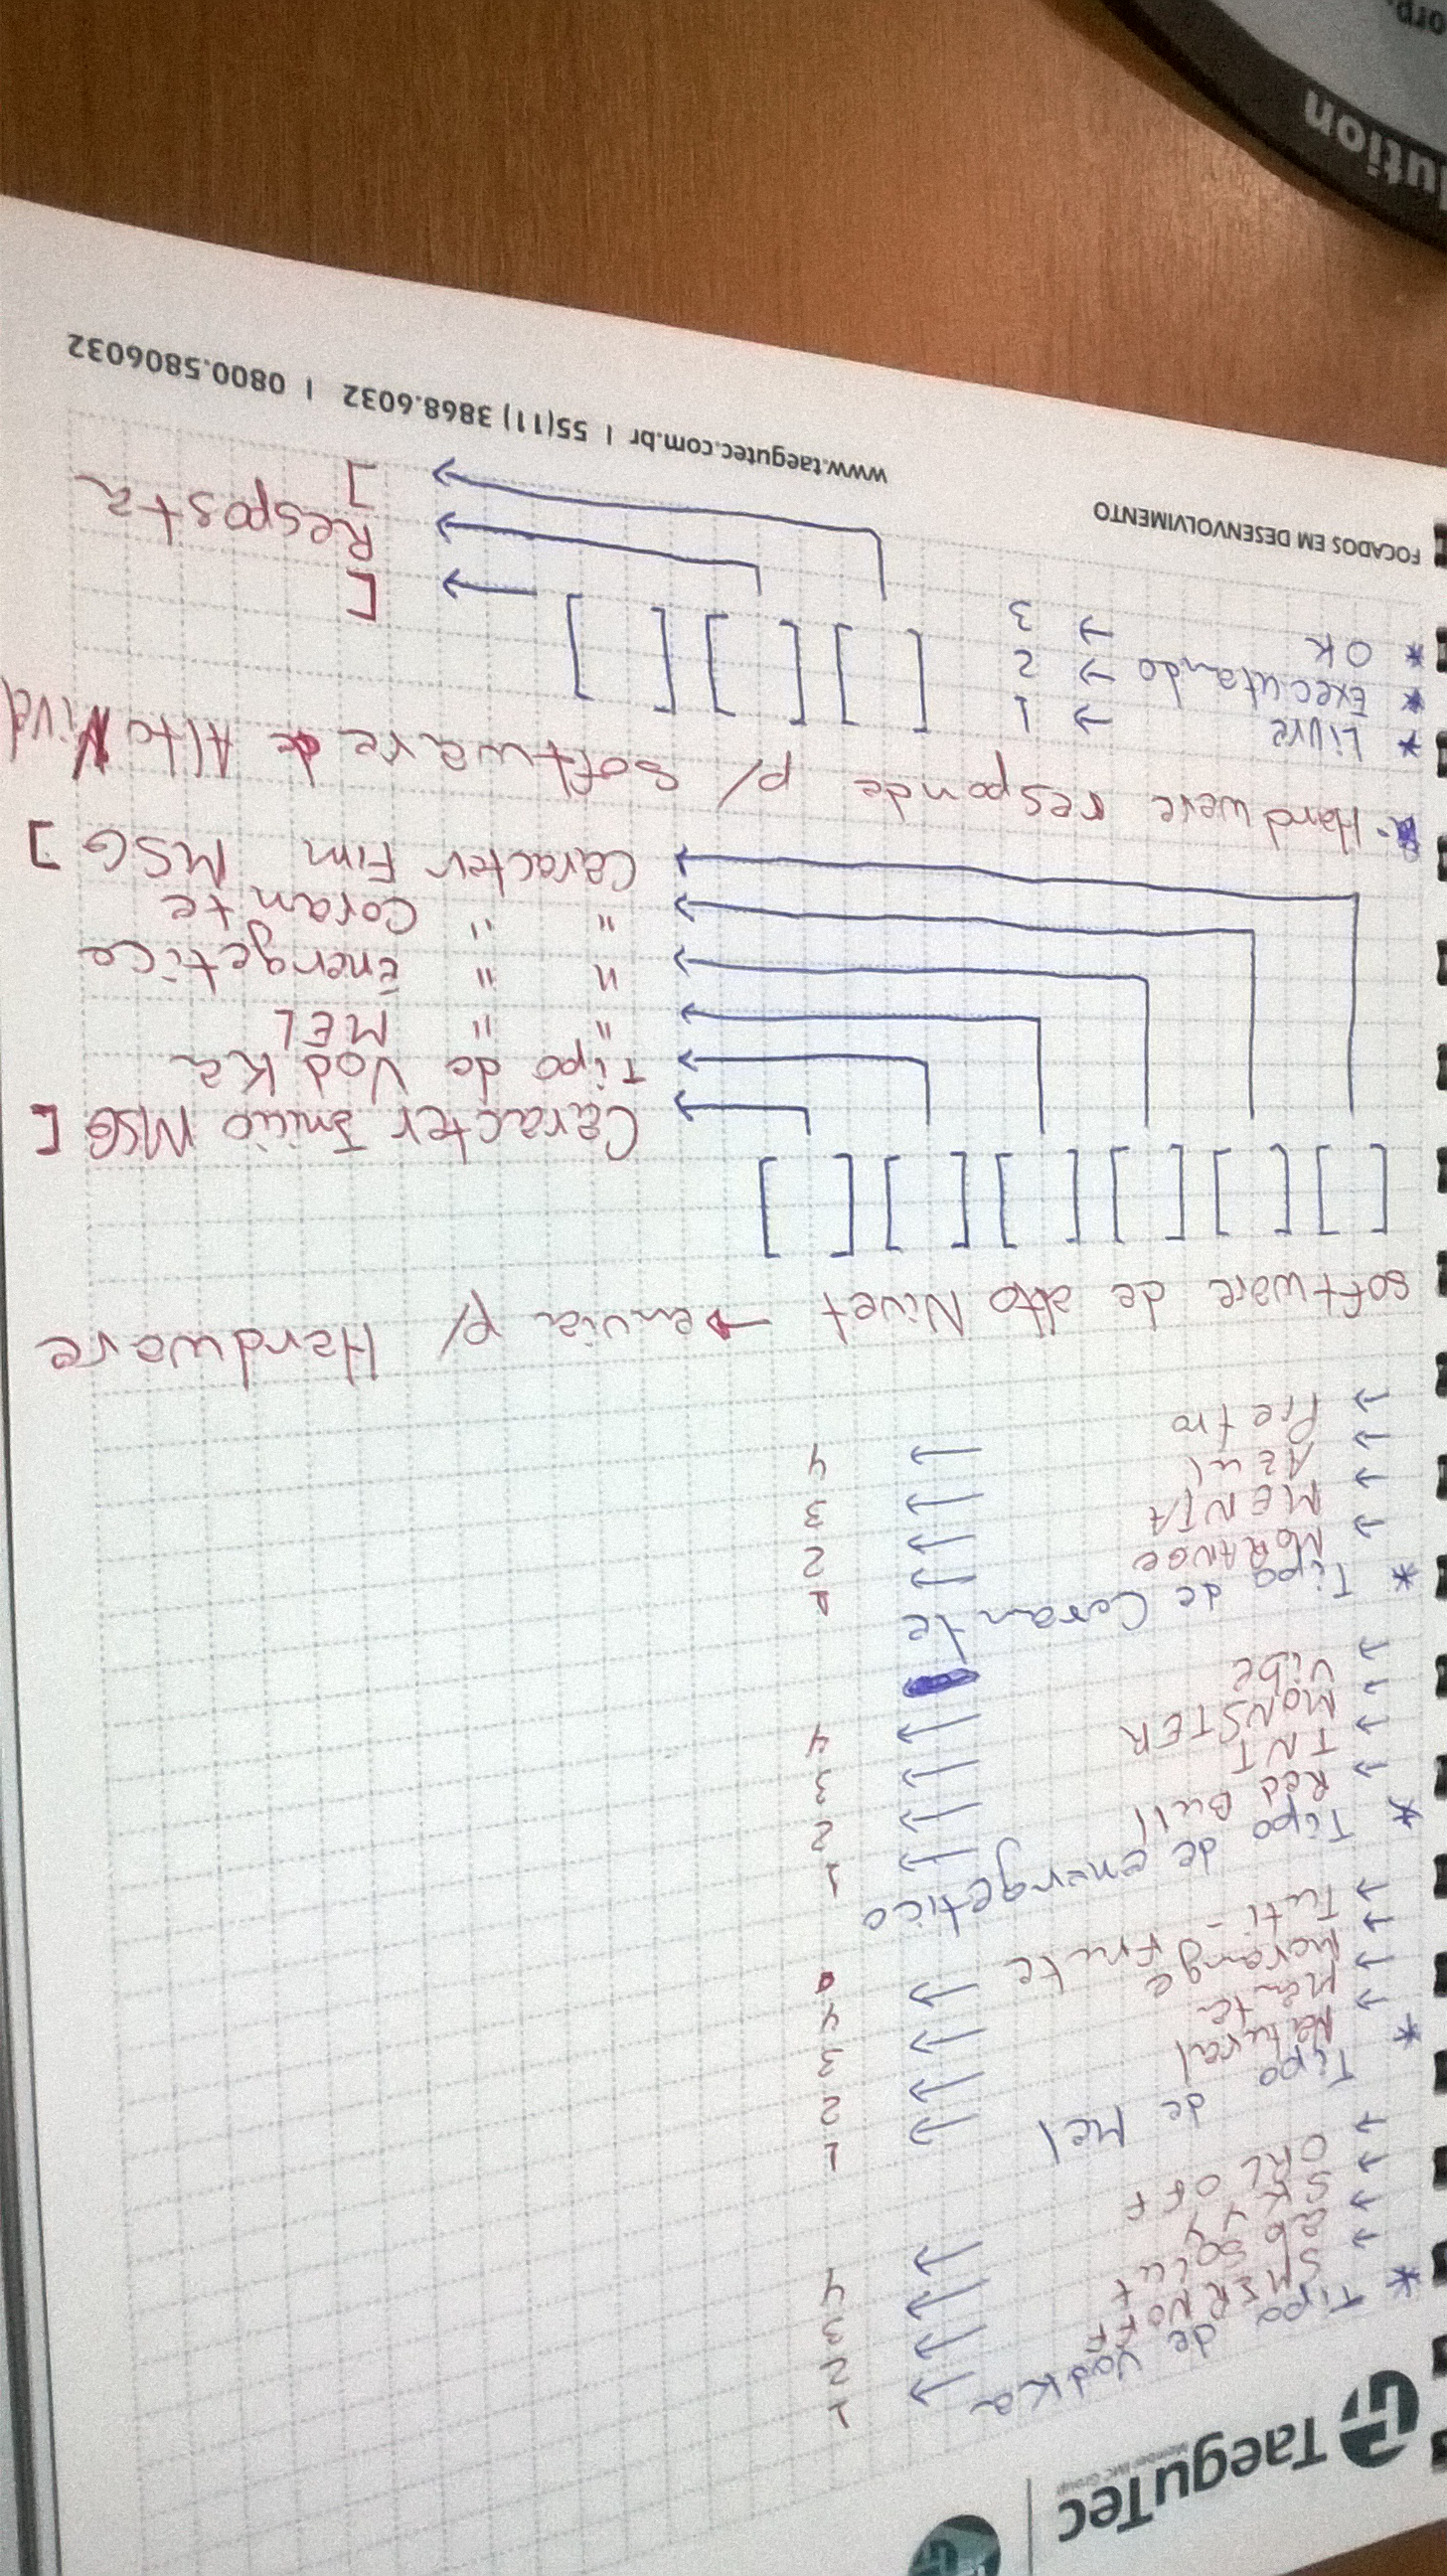 TaeguTec
Member IMC Group
* Tipo de Vodka
→ SMIRNOFF → 1
→ absolut → 2
→ SKYY → 3
→ ORLOFF → 4
* Tipo de Mel
→ Natural → 1
→ Menta → 2
→ Morango → 3
→ Tuti-Frute → 4
* Tipo de energetico
→ Red Bull → 1
→ TNT → 2
→ MONSTER → 3
→ Vibe → 4
* Tipo de Corante
→ MORANGO → 1
→ MENTA → 2
→ Azul → 3
→ Pietro → 4
software de alto Nivel → envia p/ Hardware
[ ] [ ] [ ] [ ] [ ] [ ]
→ Caracter Inicio MSG [
→ Tipo de Vodka
→ " " MEL
→ " " Energetico
→ " " Corante
→ Caracter Fim MSG ]
Hardwere responde p/ software de Alto Nivel
* Livre → 1
* Executando → 2
* OK → 3
[ ] [ ] [ ]
→ [
→ Resposta
→ ]
FOCADOS EM DESENVOLVIMENTO
www.taegutec.com.br | 55(11) 3868.6032 | 0800.5806032
lution
orp.